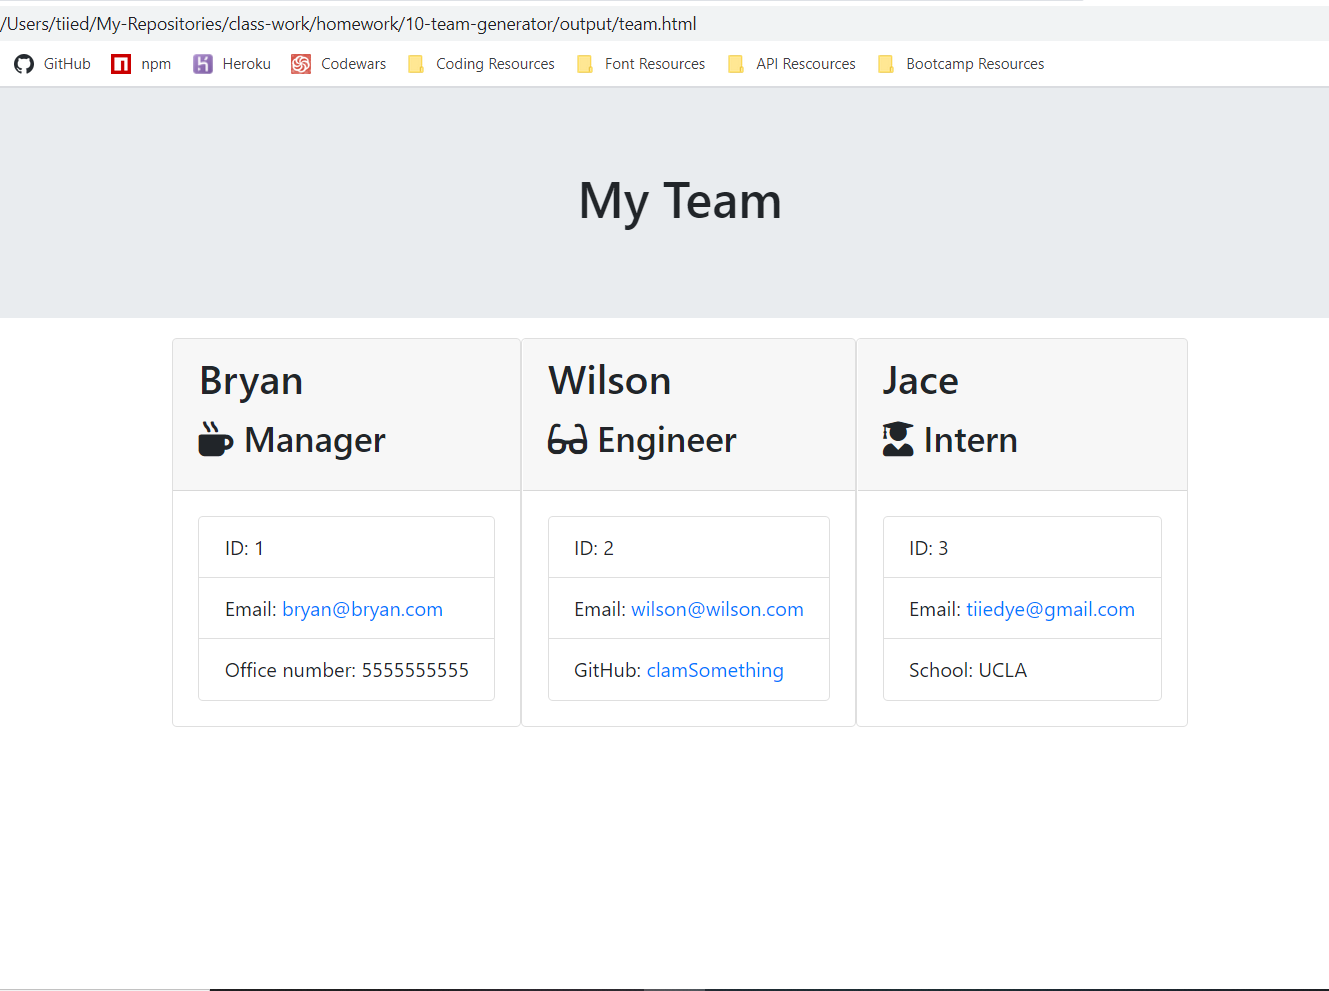 /Users/tiied/My-Repositories/class-work/homework/10-team-generator/output/team.html
GitHub npm Heroku Codewars Coding Resources Font Resources API Rescources Bootcamp Resources
My Team
Bryan
Manager
ID: 1
Email: bryan@bryan.com
Office number: 5555555555
Wilson
Engineer
ID: 2
Email: wilson@wilson.com
GitHub: clamSomething
Jace
Intern
ID: 3
Email: tiiedye@gmail.com
School: UCLA